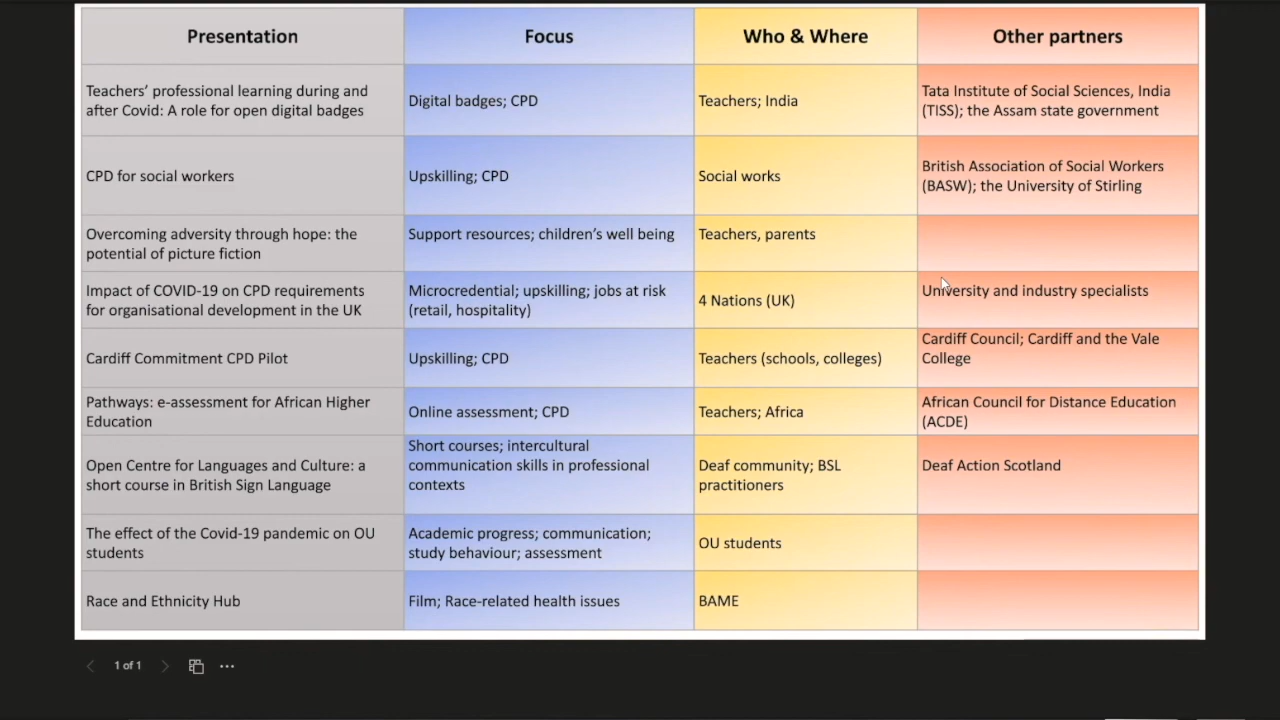 Presentation
Focus
Who & Where
Other partners
Teachers’ professional learning during and
after Covid: A role for open digital badges
Digital badges; CPD
Teachers; India
Tata Institute of Social Sciences, India
(TISS); the Assam state government
CPD for social workers
Upskilling; CPD
Social works
British Association of Social Workers
(BASW); the University of Stirling
Overcoming adversity through hope: the
potential of picture fiction
Support resources; children’s well being
Teachers, parents
Impact of COVID-19 on CPD requirements
for organisational development in the UK
Microcredential; upskilling; jobs at risk
(retail, hospitality)
4 Nations (UK)
University and industry specialists
Cardiff Commitment CPD Pilot
Upskilling; CPD
Teachers (schools, colleges)
Cardiff Council; Cardiff and the Vale
College
Pathways: e-assessment for African Higher
Education
Online assessment; CPD
Teachers; Africa
African Council for Distance Education
(ACDE)
Open Centre for Languages and Culture: a
short course in British Sign Language
Short courses; intercultural
communication skills in professional
contexts
Deaf community; BSL
practitioners
Deaf Action Scotland
The effect of the Covid-19 pandemic on OU
students
Academic progress; communication;
study behaviour; assessment
OU students
Race and Ethnicity Hub
Film; Race-related health issues
BAME
1 of 1